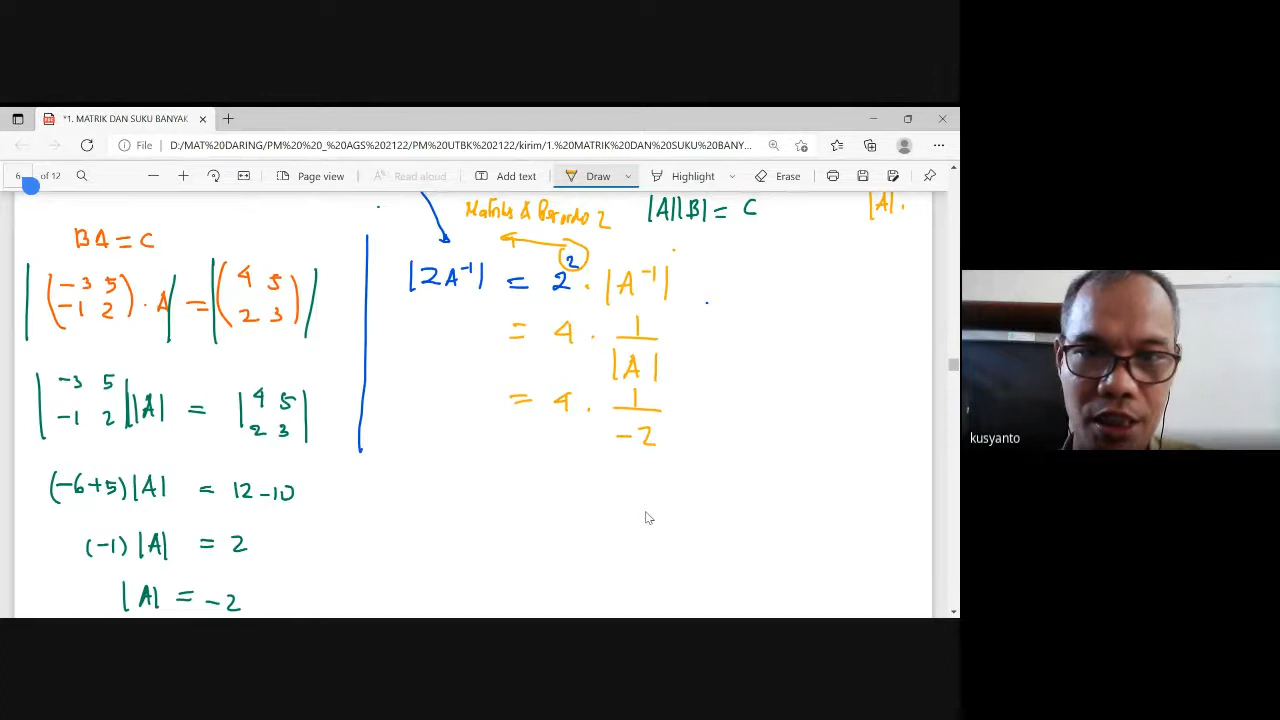 *1. MATRIK DAN SUKU BANYAK
File D:/MAT%20DARING/PM%20%20_%20AGS%202122/PM%20UTBK%202122/kirim/1.%20MATRIK%20DAN%20SUKU%20BANY...
6 of 12 Page view Read aloud Add text Draw Highlight Erase
|A||B| = C
|A|.
BA = C
|(-3 5 -1 2) . A| = |(4 5 2 3)|
|-3 5 -1 2||A| = |4 5 2 3|
(-6+5)|A| = 12-10
(-1) |A| = 2
|A| = -2
Matriks 2
|2A⁻¹| = 2² . |A⁻¹|
= 4 . 1/|A|
= 4 . 1/-2
kusyanto